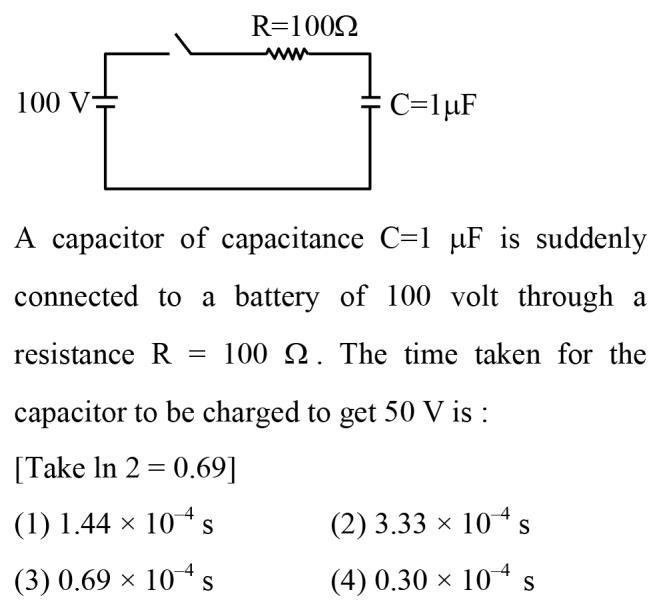 R=100Ω
100 V
C=1μF
A capacitor of capacitance C=1 μF is suddenly
connected to a battery of 100 volt through a
resistance R = 100 Ω. The time taken for the
capacitor to be charged to get 50 V is :
[Take ln 2 = 0.69]
(1) 1.44 × 10⁻⁴ s (2) 3.33 × 10⁻⁴ s
(3) 0.69 × 10⁻⁴ s (4) 0.30 × 10⁻⁴ s